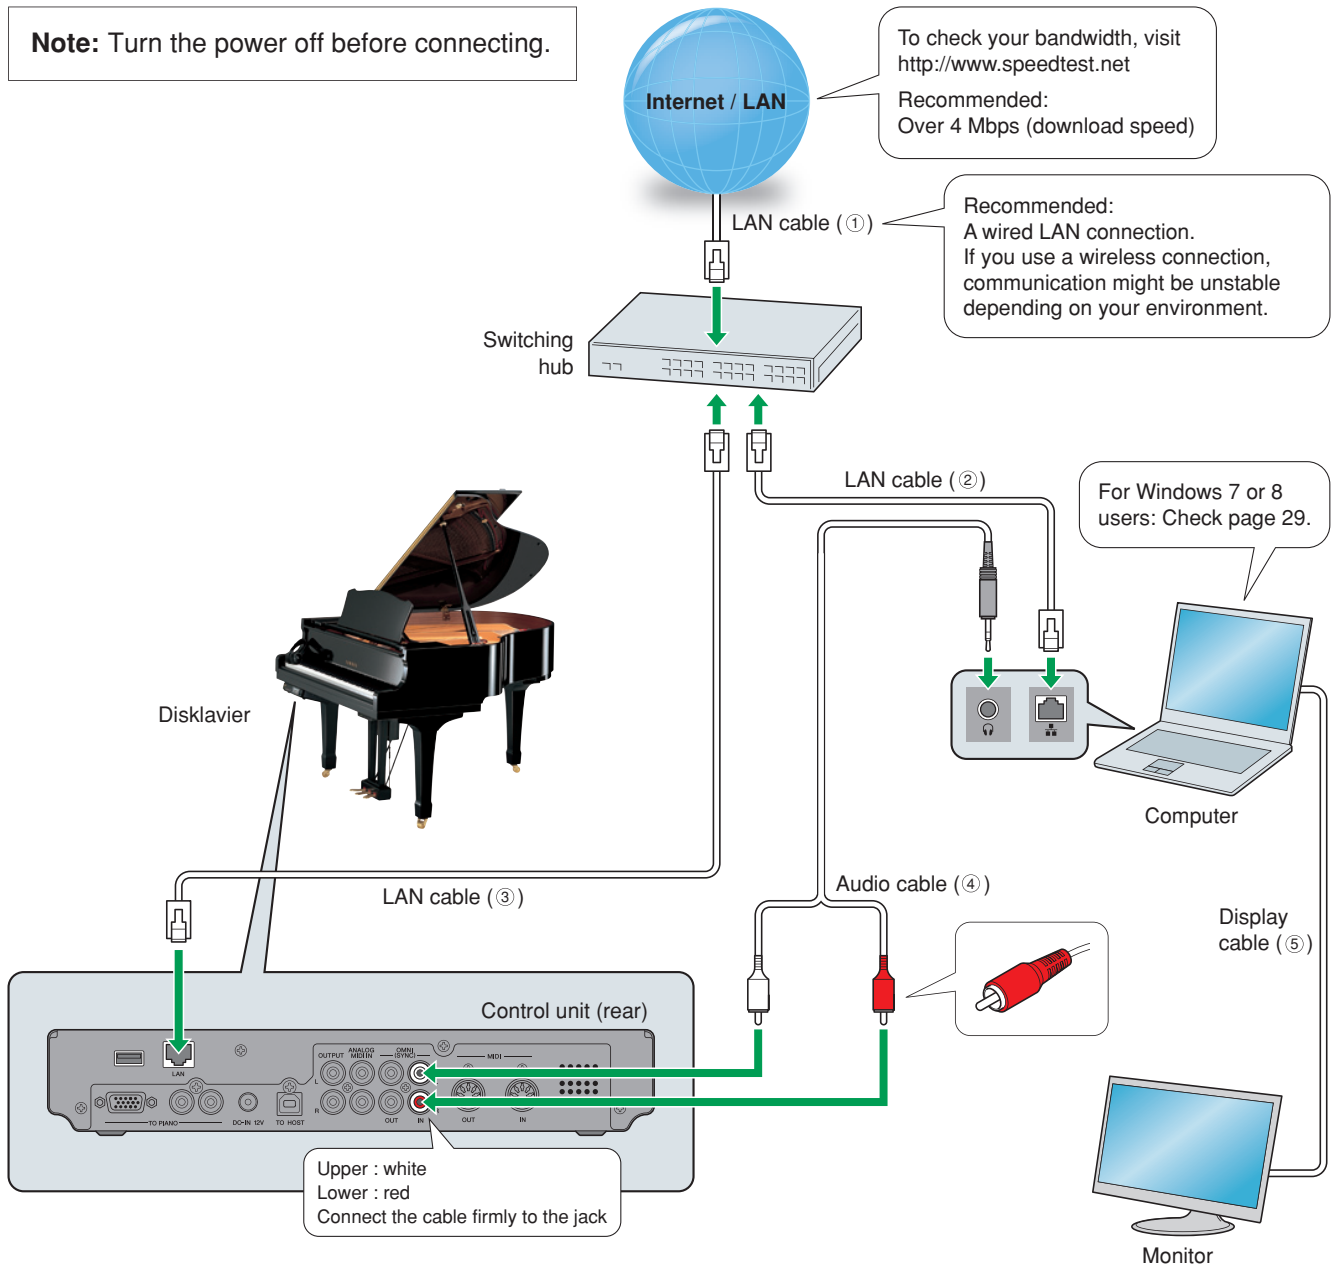 Note: Turn the power off before connecting.
Internet / LAN
To check your bandwidth, visit
http://www.speedtest.net
Recommended:
Over 4 Mbps (download speed)
LAN cable (①)
Recommended:
A wired LAN connection.
If you use a wireless connection,
communication might be unstable
depending on your environment.
Switching
hub
LAN cable (②)
For Windows 7 or 8
users: Check page 29.
Disklavier
Computer
LAN cable (③)
Audio cable (④)
Display
cable (⑤)
Control unit (rear)
LAN
OUTPUT
ANALOG
MIDI IN
OMNI
(SYNC)
MIDI
L
R
TO PIANO
DC-IN 12V
TO HOST
OUT
IN
OUT
IN
Upper : white
Lower : red
Connect the cable firmly to the jack
Monitor